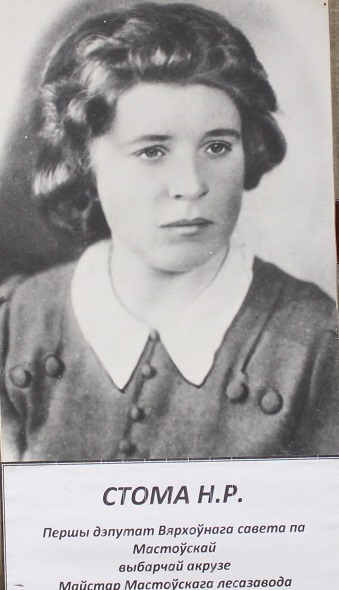 СТОМА Н.Р.
Першы дэпутат Вярхоўнага савета па
Мастоўскай
выбарчай акрузе
Майстар Мастоўскага лесазавода